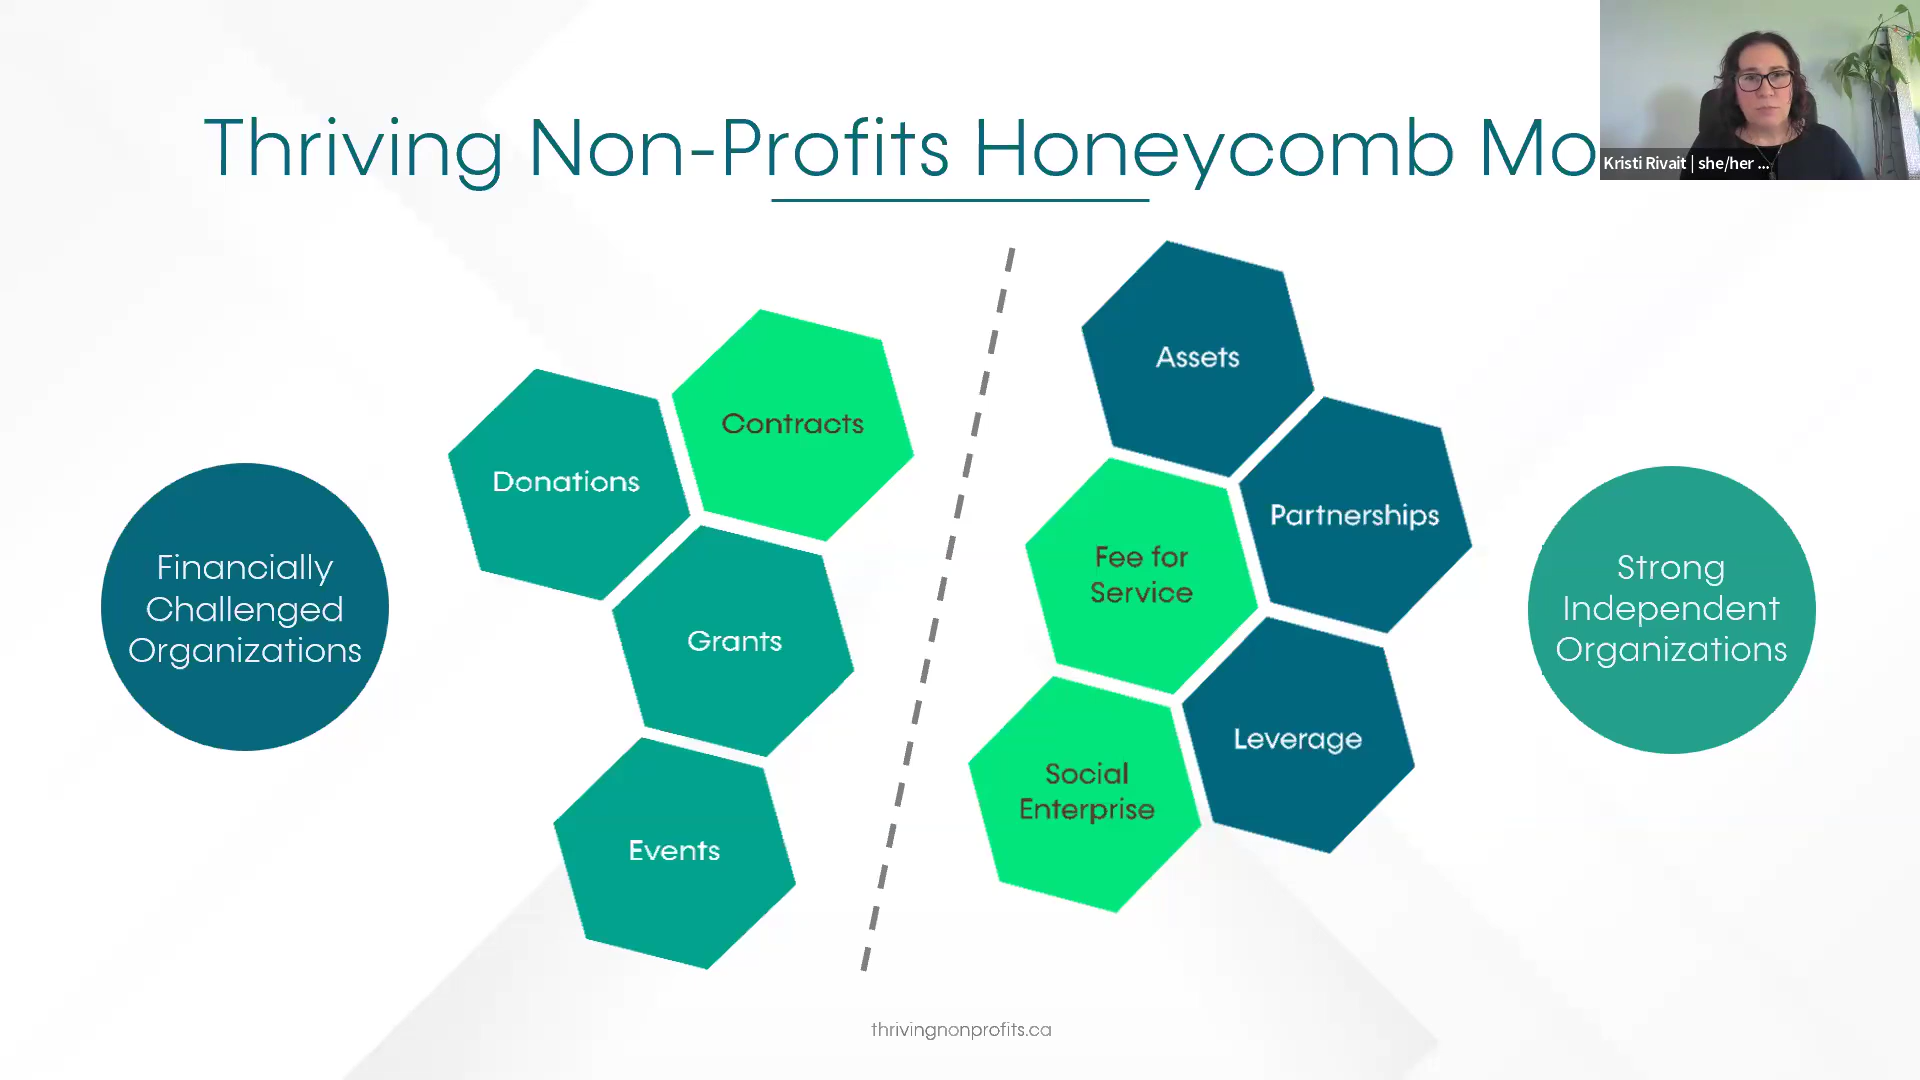 Thriving Non-Profits Honeycomb Mo
Kristi Rivait | she/her ...
Contracts
Donations
Grants
Events
Financially
Challenged
Organizations
Assets
Partnerships
Fee for
Service
Leverage
Social
Enterprise
Strong
Independent
Organizations
thrivingnonprofits.ca